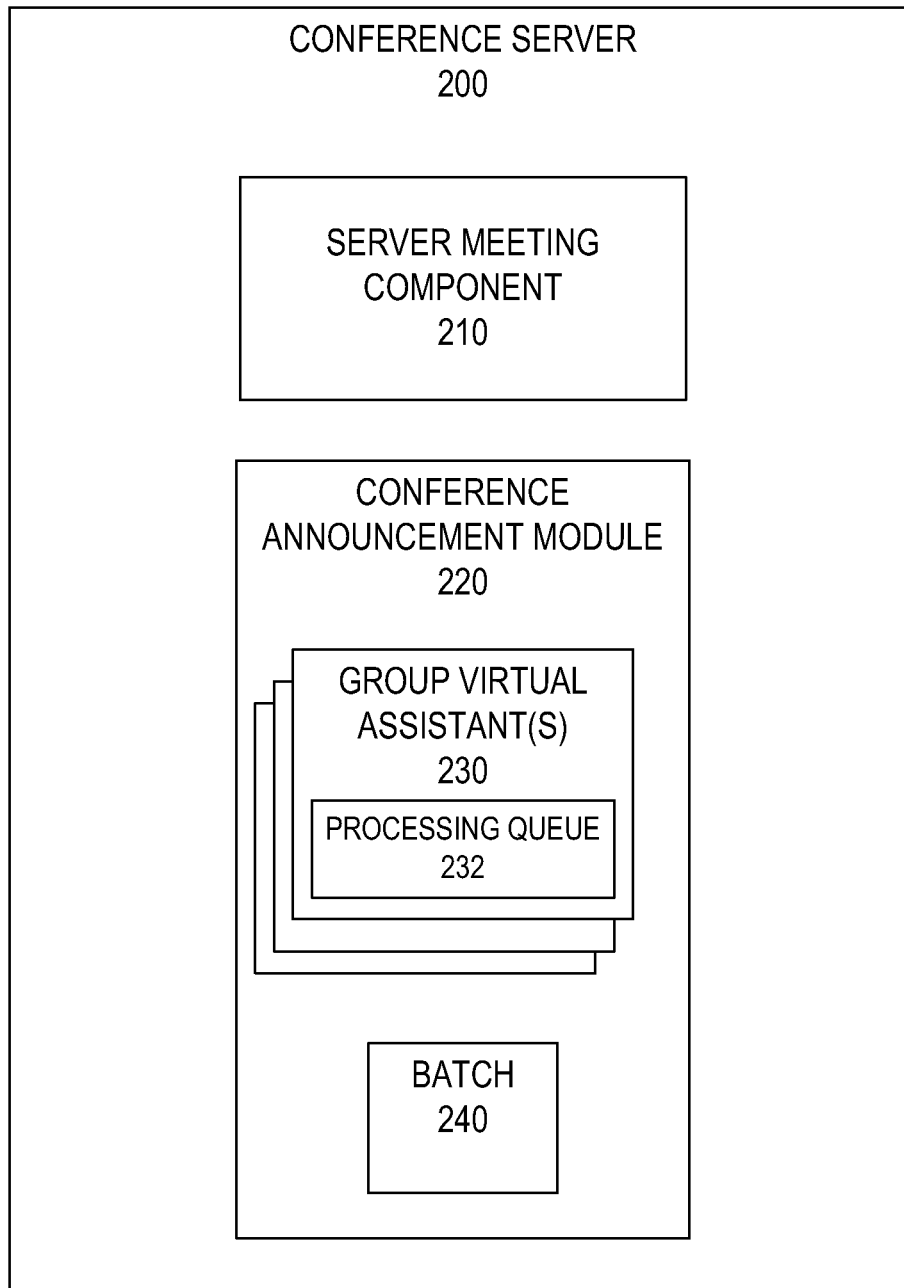 CONFERENCE SERVER
200
SERVER MEETING
COMPONENT
210
CONFERENCE
ANNOUNCEMENT MODULE
220
GROUP VIRTUAL
ASSISTANT(S)
230
PROCESSING QUEUE
232
BATCH
240